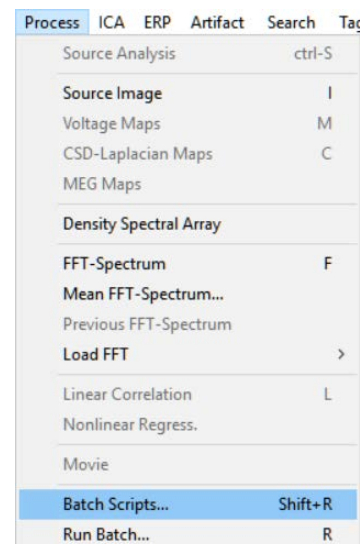 Process ICA ERP Artifact Search Tag
Source Analysis ctrl-S
Source Image I
Voltage Maps M
CSD-Laplacian Maps C
MEG Maps
Density Spectral Array
FFT-Spectrum F
Mean FFT-Spectrum...
Previous FFT-Spectrum
Load FFT >
Linear Correlation L
Nonlinear Regress.
Movie
Batch Scripts... Shift+R
Run Batch... R